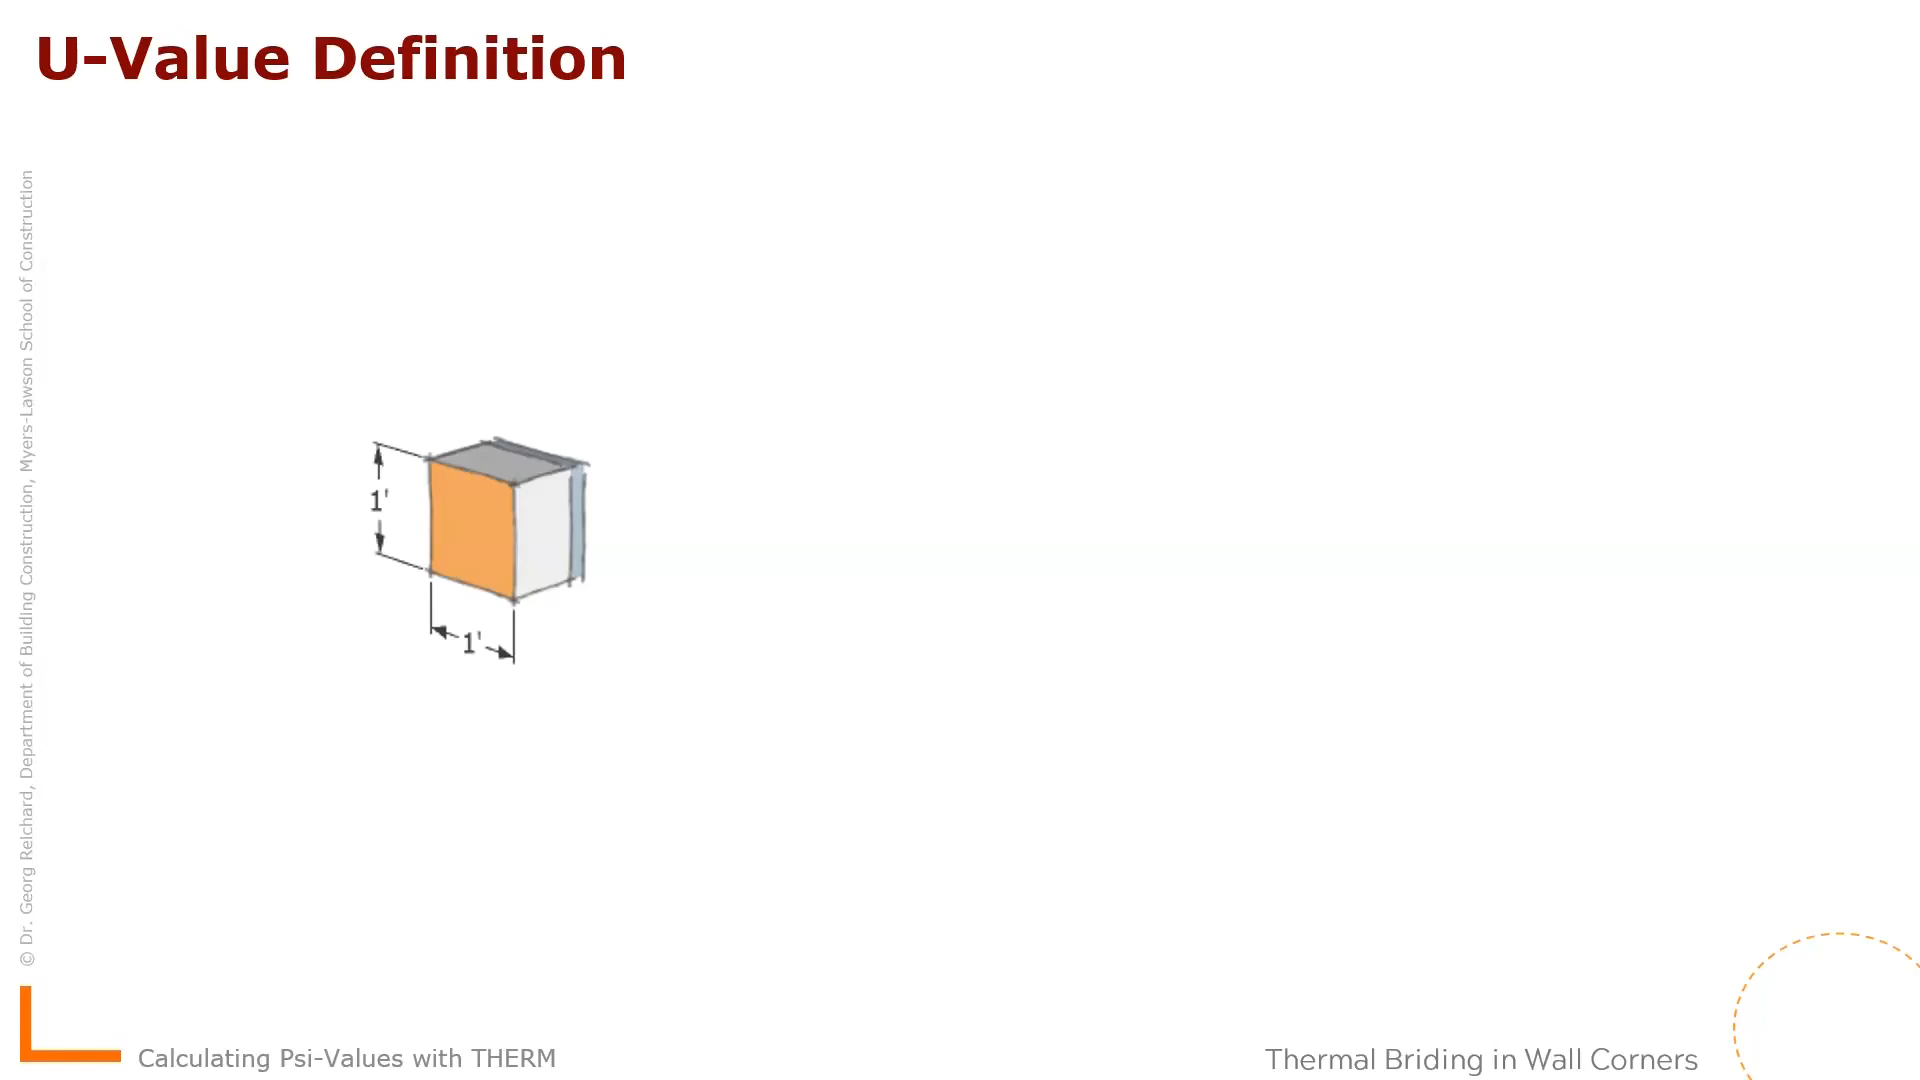 U-Value Definition
© Dr. Georg Reichard, Department of Building Construction, Myers-Lawson School of Construction
1'
1'
Calculating Psi-Values with THERM
Thermal Briding in Wall Corners